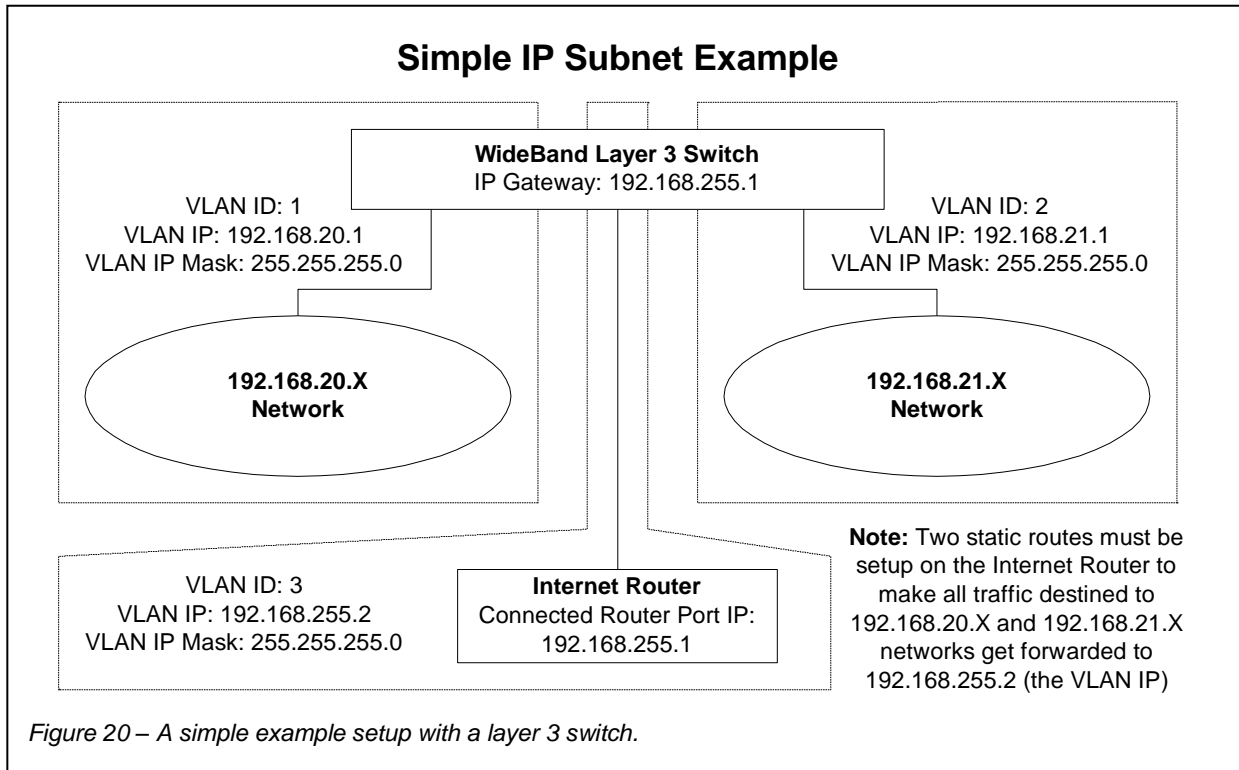 Simple IP Subnet Example
WideBand Layer 3 Switch
IP Gateway: 192.168.255.1
VLAN ID: 1
VLAN IP: 192.168.20.1
VLAN IP Mask: 255.255.255.0
VLAN ID: 2
VLAN IP: 192.168.21.1
VLAN IP Mask: 255.255.255.0
192.168.20.X
Network
192.168.21.X
Network
VLAN ID: 3
VLAN IP: 192.168.255.2
VLAN IP Mask: 255.255.255.0
Internet Router
Connected Router Port IP:
192.168.255.1
Note: Two static routes must be
setup on the Internet Router to
make all traffic destined to
192.168.20.X and 192.168.21.X
networks get forwarded to
192.168.255.2 (the VLAN IP)
Figure 20 – A simple example setup with a layer 3 switch.